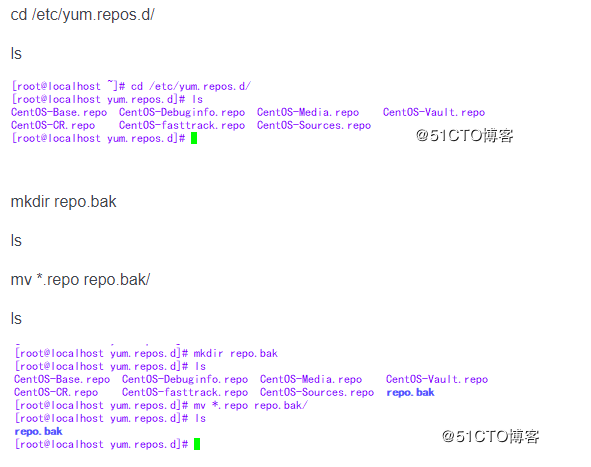 cd /etc/yum.repos.d/
ls
[root@localhost ~]# cd /etc/yum.repos.d/
[root@localhost yum.repos.d]# ls
CentOS-Base.repo CentOS-Debuginfo.repo CentOS-Media.repo CentOS-Vault.repo
CentOS-CR.repo CentOS-fasttrack.repo CentOS-Sources.repo
[root@localhost yum.repos.d]#
@51CTO博客
mkdir repo.bak
ls
mv *.repo repo.bak/
ls
[root@localhost yum.repos.d]# mkdir repo.bak
[root@localhost yum.repos.d]# ls
CentOS-Base.repo CentOS-Debuginfo.repo CentOS-Media.repo CentOS-Vault.repo
CentOS-CR.repo CentOS-fasttrack.repo CentOS-Sources.repo repo.bak
[root@localhost yum.repos.d]# mv *.repo repo.bak/
[root@localhost yum.repos.d]# ls
repo.bak
[root@localhost yum.repos.d]#
@51CTO博客